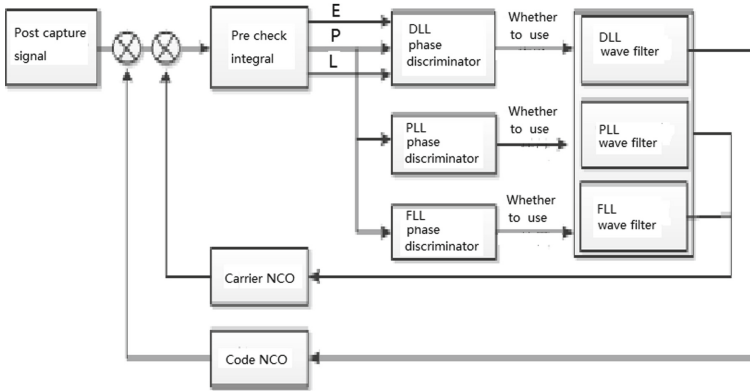 Post capture
signal
Pre check
integral
E
P
L
DLL
phase
discriminator
Whether
to use
DLL
wave filter
PLL
phase
discriminator
Whether
to use
PLL
wave filter
FLL
phase
discriminator
Whether
to use
FLL
wave filter
Carrier NCO
Code NCO